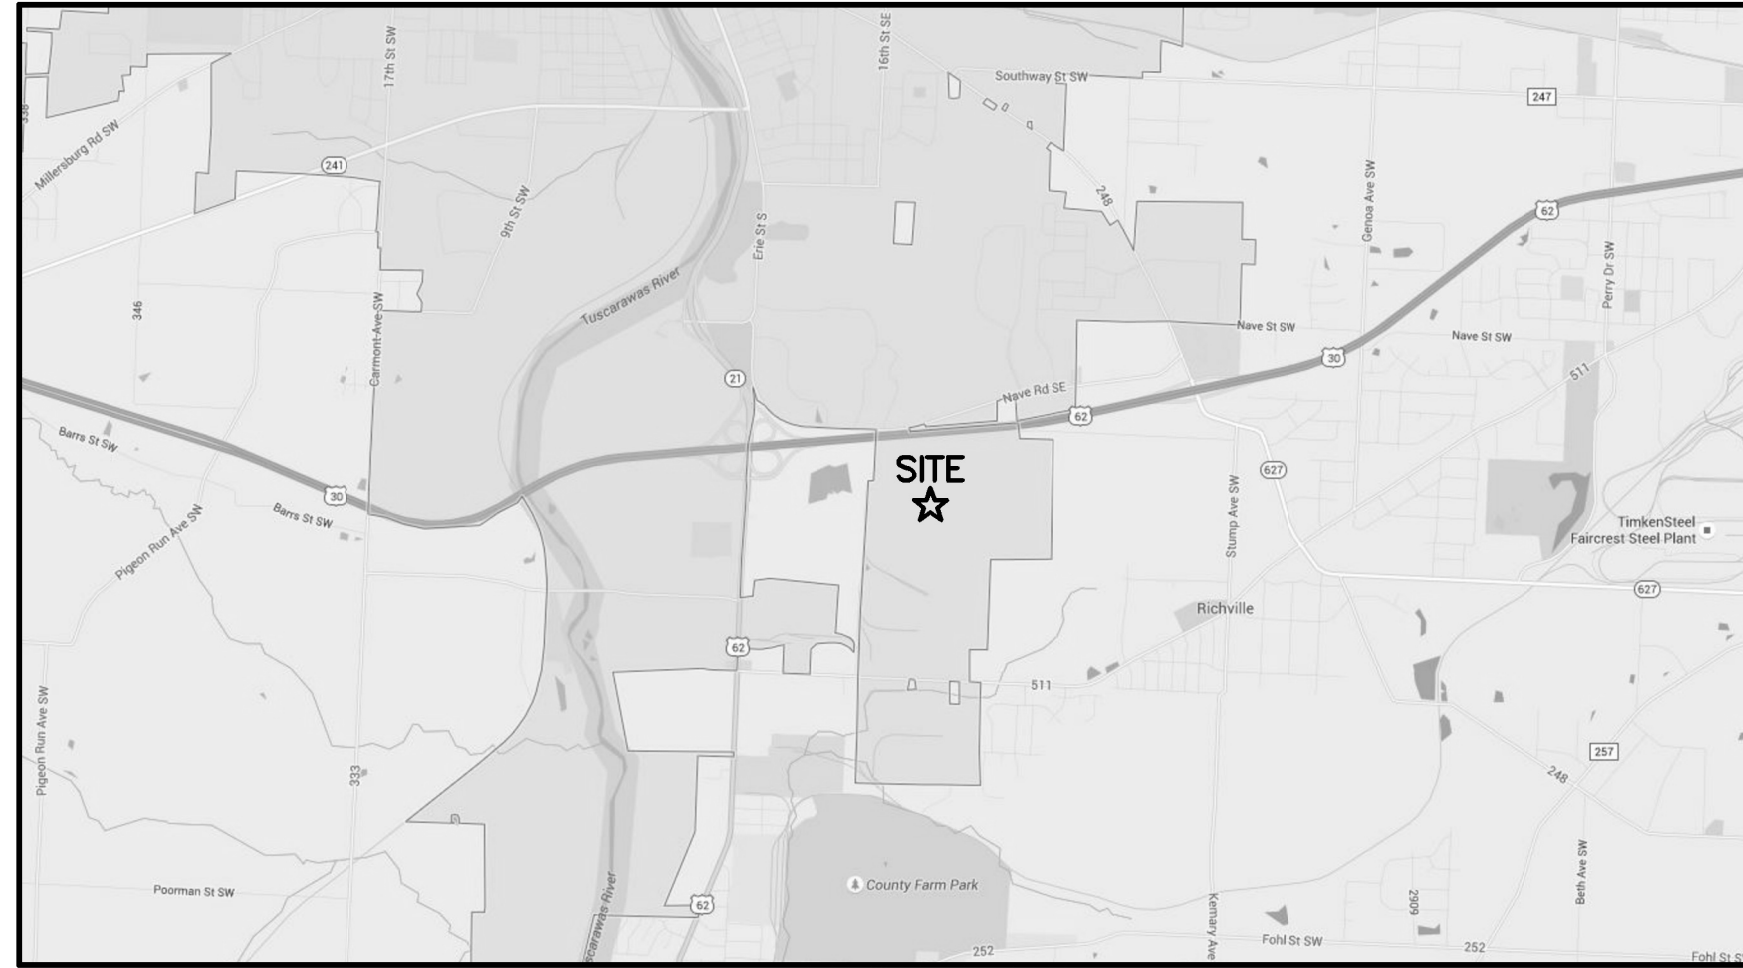 17th St SW
16th St SE
Southway St SW
247
338
Millersburg Rd SW
241
9th St SW
Erie St S
248
Genoa Ave SW
62
Perry Dr SW
Tuscarawas River
346
Carmont Ave SW
Nave St SW
Nave St SW
30
511
21
Nave Rd SE
62
Barrs St SW
SITE
627
30
Barrs St SW
Pigeon Run Ave SW
Stump Ave SW
TimkenSteel
Faircrest Steel Plant
627
Richville
62
511
Pigeon Run Ave SW
333
257
248
Poorman St SW
County Farm Park
62
scarawas River
Kemary Ave
2909
Beth Ave SW
252
Fohl St SW
252
Fohl St S